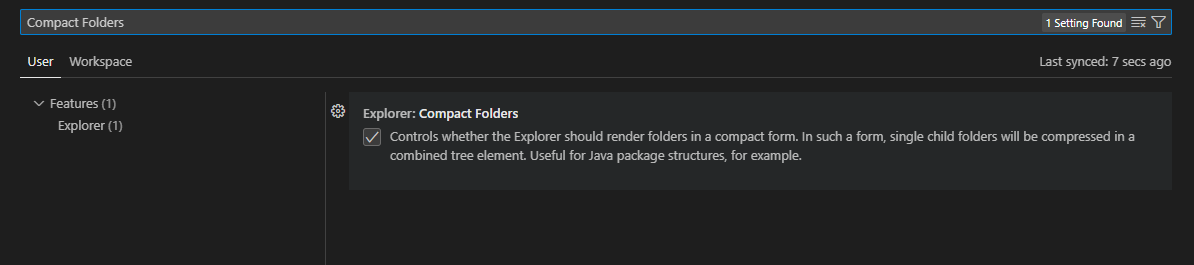 Compact Folders
1 Setting Found
User
Workspace
Last synced: 7 secs ago
Features (1)
Explorer (1)
Explorer: Compact Folders
Controls whether the Explorer should render folders in a compact form. In such a form, single child folders will be compressed in a
combined tree element. Useful for Java package structures, for example.